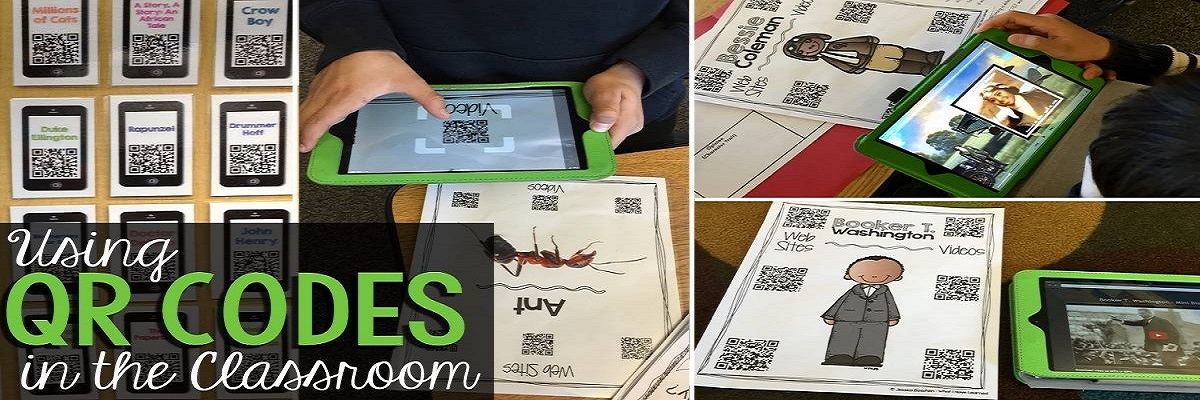 Millions
of Cats
A Story, A
Story: An
African
Tale
Crow
Boy
Duke
Ellington
Rapunzel
Drummer
Hoff
Doctor
John
Henry
Using
QR CODES
in the Classroom
Videos
Videos
Ant
Web Sites
Bessie
Coleman
Videos
Web
Sites
Booker T.
Washington
Web
Sites
Videos
Booker T. Washington - Mini